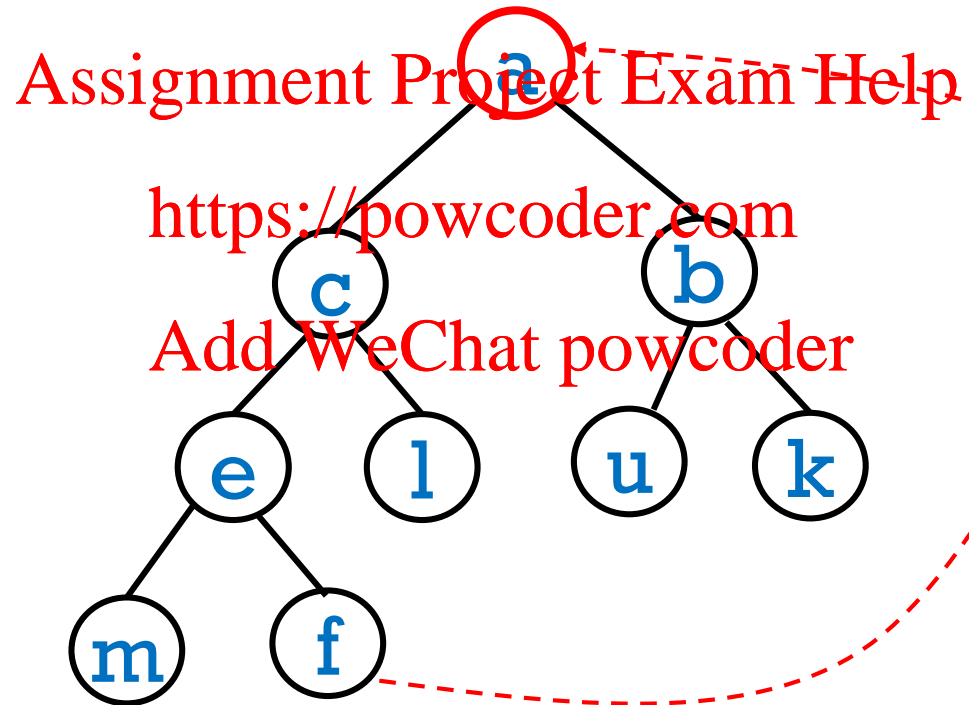 a
Assignment Project Exam Help
https://powcoder.com
c b
Add WeChat powcoder
e l u k
m f